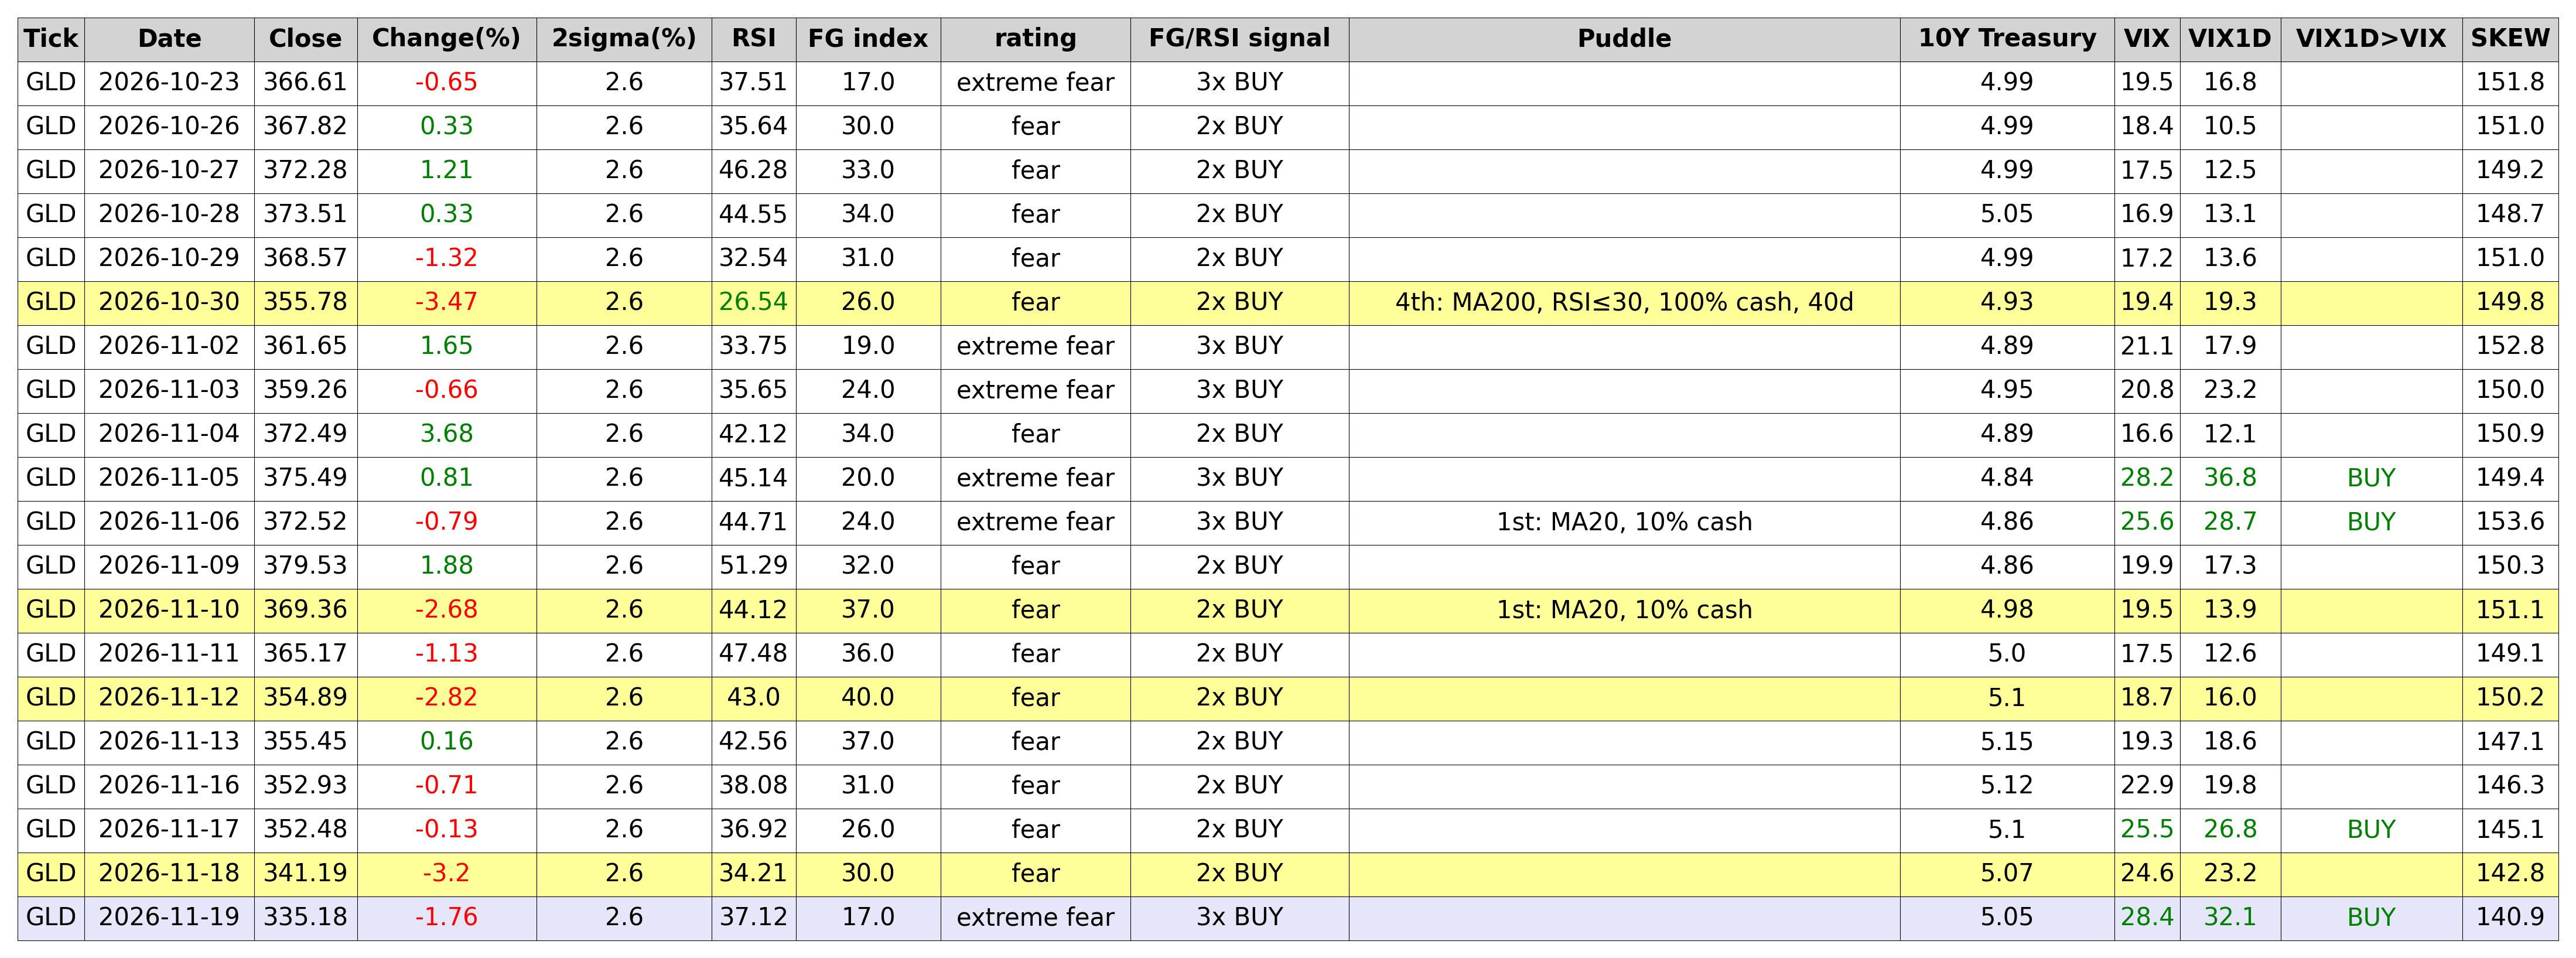 Tick Date Close Change(%) 2sigma(%) RSI FG index rating FG/RSI signal Puddle 10Y Treasury VIX VIX1D VIX1D>VIX SKEW
GLD 2026-10-23 366.61 -0.65 2.6 37.51 17.0 extreme fear 3x BUY 4.99 19.5 16.8 151.8
GLD 2026-10-26 367.82 0.33 2.6 35.64 30.0 fear 2x BUY 4.99 18.4 10.5 151.0
GLD 2026-10-27 372.28 1.21 2.6 46.28 33.0 fear 2x BUY 4.99 17.5 12.5 149.2
GLD 2026-10-28 373.51 0.33 2.6 44.55 34.0 fear 2x BUY 5.05 16.9 13.1 148.7
GLD 2026-10-29 368.57 -1.32 2.6 32.54 31.0 fear 2x BUY 4.99 17.2 13.6 151.0
GLD 2026-10-30 355.78 -3.47 2.6 26.54 26.0 fear 2x BUY 4th: MA200, RSI≤30, 100% cash, 40d 4.93 19.4 19.3 149.8
GLD 2026-11-02 361.65 1.65 2.6 33.75 19.0 extreme fear 3x BUY 4.89 21.1 17.9 152.8
GLD 2026-11-03 359.26 -0.66 2.6 35.65 24.0 extreme fear 3x BUY 4.95 20.8 23.2 150.0
GLD 2026-11-04 372.49 3.68 2.6 42.12 34.0 fear 2x BUY 4.89 16.6 12.1 150.9
GLD 2026-11-05 375.49 0.81 2.6 45.14 20.0 extreme fear 3x BUY 4.84 28.2 36.8 BUY 149.4
GLD 2026-11-06 372.52 -0.79 2.6 44.71 24.0 extreme fear 3x BUY 1st: MA20, 10% cash 4.86 25.6 28.7 BUY 153.6
GLD 2026-11-09 379.53 1.88 2.6 51.29 32.0 fear 2x BUY 4.86 19.9 17.3 150.3
GLD 2026-11-10 369.36 -2.68 2.6 44.12 37.0 fear 2x BUY 1st: MA20, 10% cash 4.98 19.5 13.9 151.1
GLD 2026-11-11 365.17 -1.13 2.6 47.48 36.0 fear 2x BUY 5.0 17.5 12.6 149.1
GLD 2026-11-12 354.89 -2.82 2.6 43.0 40.0 fear 2x BUY 5.1 18.7 16.0 150.2
GLD 2026-11-13 355.45 0.16 2.6 42.56 37.0 fear 2x BUY 5.15 19.3 18.6 147.1
GLD 2026-11-16 352.93 -0.71 2.6 38.08 31.0 fear 2x BUY 5.12 22.9 19.8 146.3
GLD 2026-11-17 352.48 -0.13 2.6 36.92 26.0 fear 2x BUY 5.1 25.5 26.8 BUY 145.1
GLD 2026-11-18 341.19 -3.2 2.6 34.21 30.0 fear 2x BUY 5.07 24.6 23.2 142.8
GLD 2026-11-19 335.18 -1.76 2.6 37.12 17.0 extreme fear 3x BUY 5.05 28.4 32.1 BUY 140.9